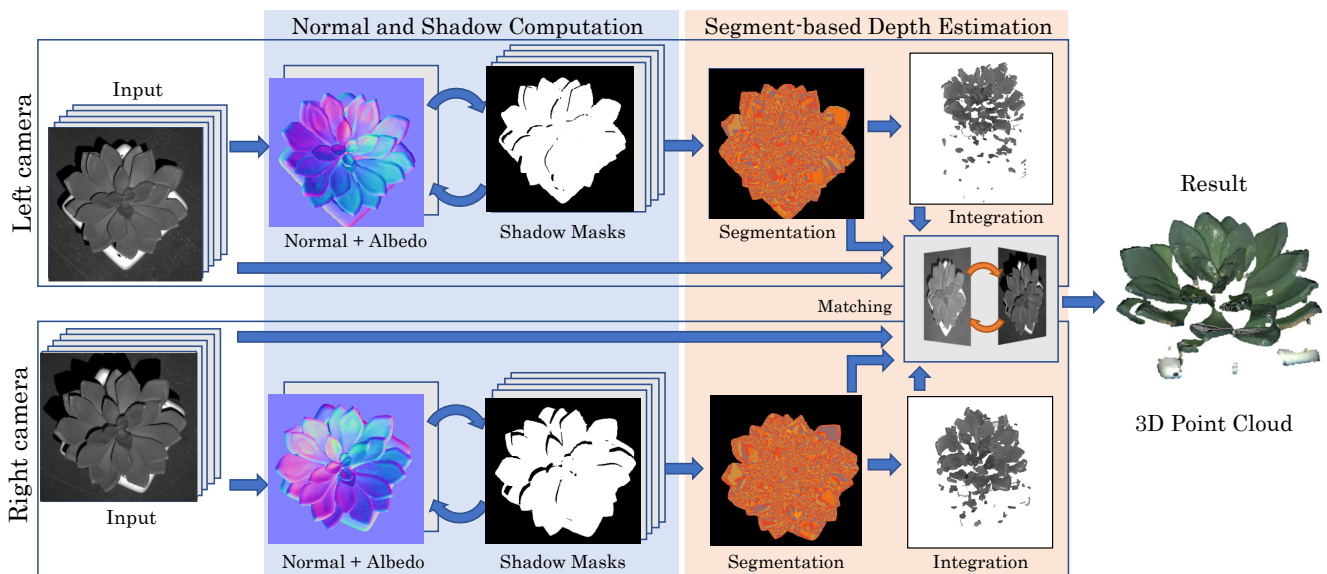 Normal and Shadow Computation
Segment-based Depth Estimation
Left camera
Input
Normal + Albedo
Shadow Masks
Segmentation
Integration
Matching
Result
3D Point Cloud
Right camera
Input
Normal + Albedo
Shadow Masks
Segmentation
Integration